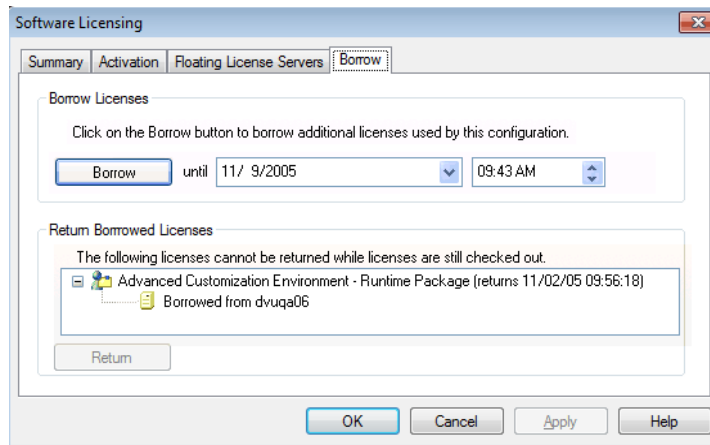 Software Licensing
Summary Activation Floating License Servers Borrow
Borrow Licenses
Click on the Borrow button to borrow additional licenses used by this configuration.
Borrow until 11/ 9/2005 09:43 AM
Return Borrrowed Licenses
The following licenses cannot be returned while licenses are still checked out.
Advanced Customization Environment - Runtime Package (returns 11/02/05 09:56:18)
Borrowed from dvuqa06
Return
OK Cancel Apply Help